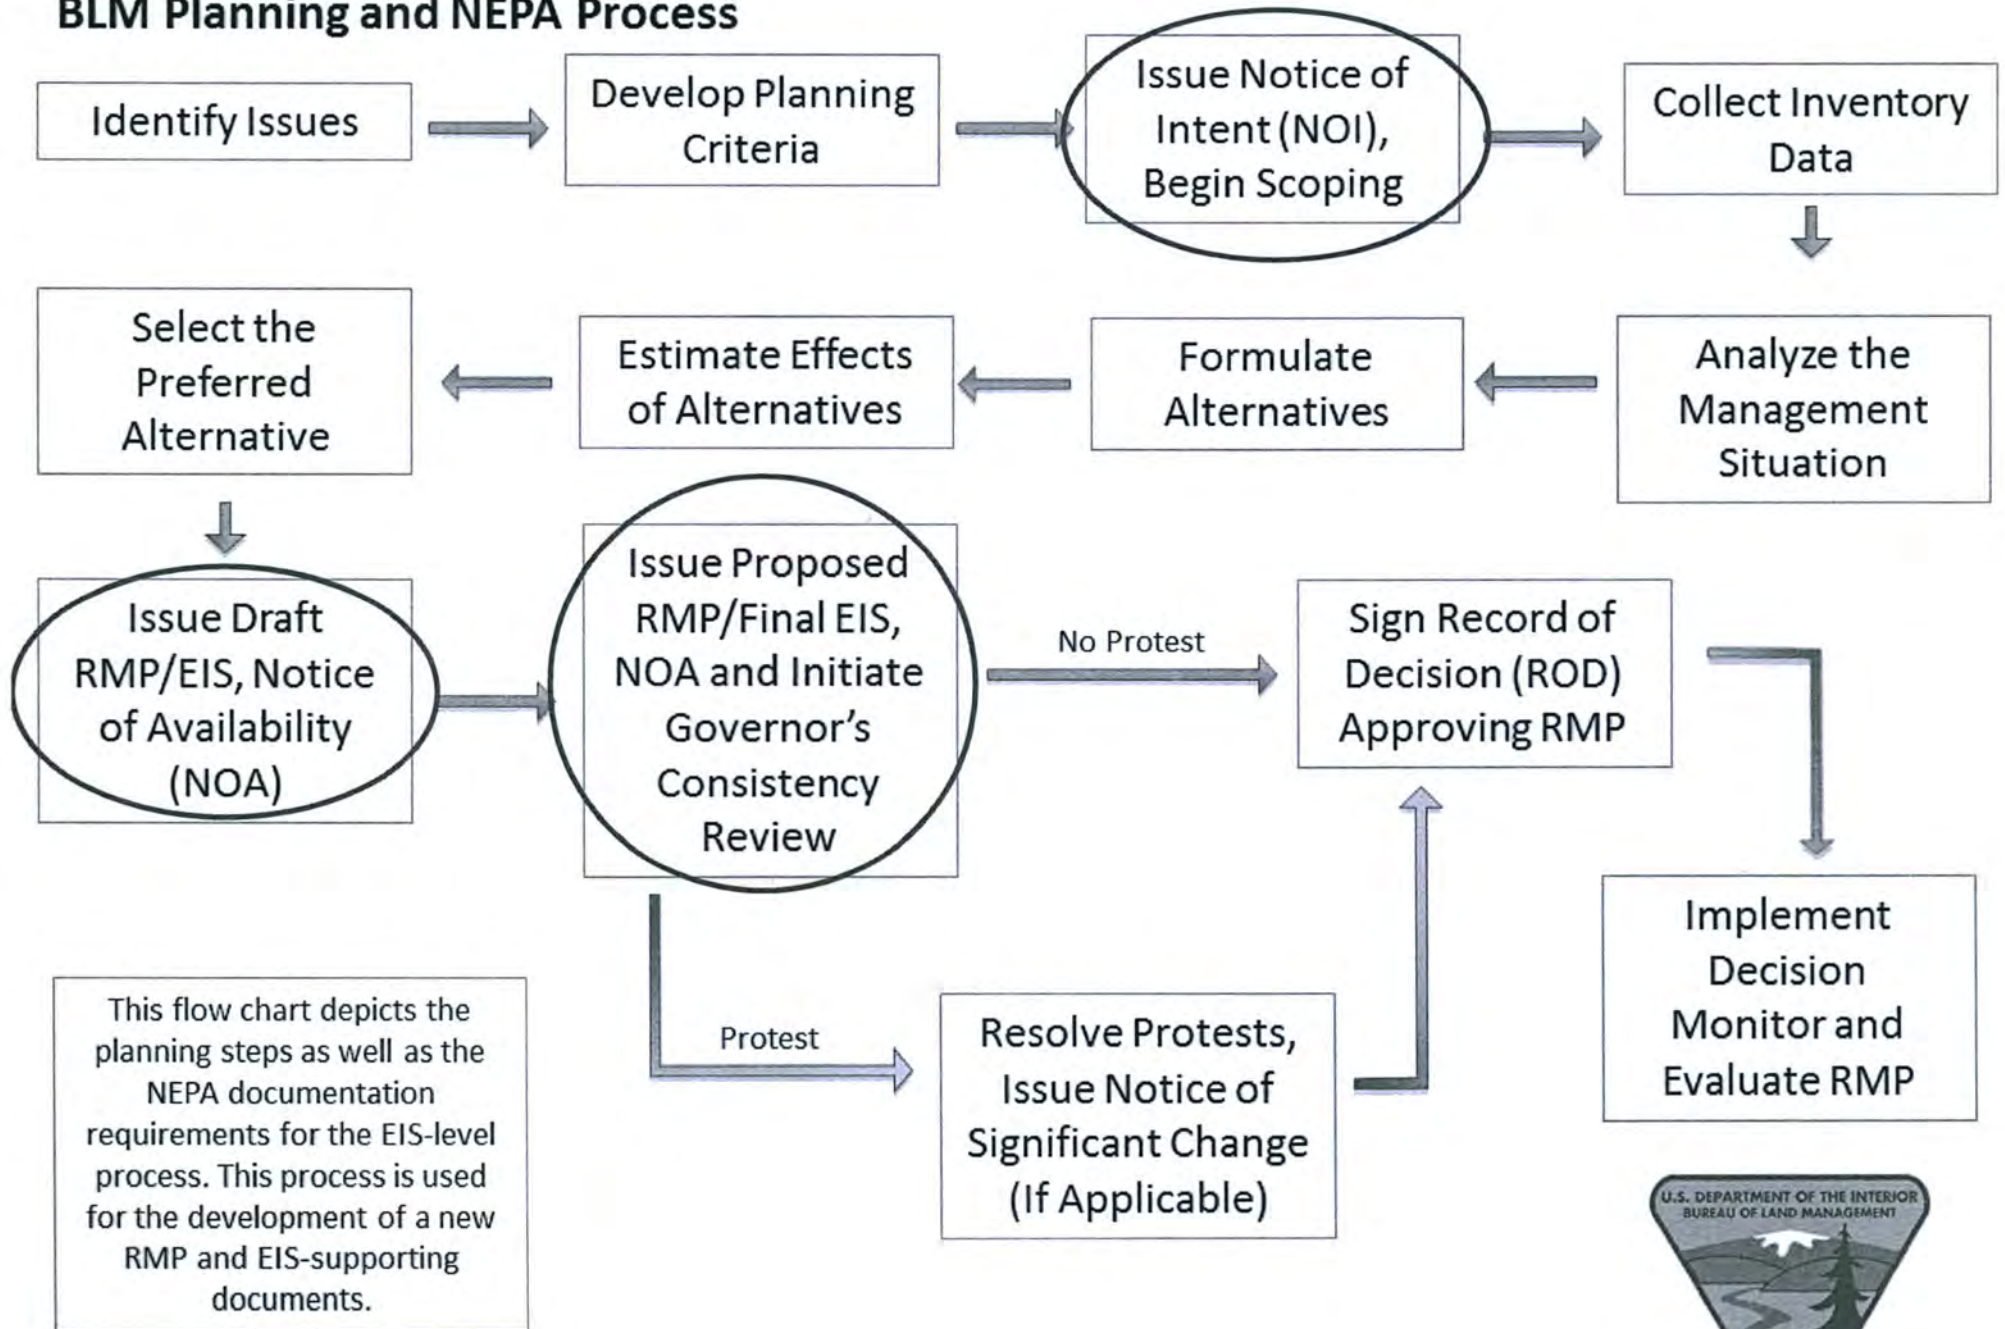 BLM Planning and NEPA Process
Identify Issues
Develop Planning
Criteria
Issue Notice of
Intent (NOI),
Begin Scoping
Collect Inventory
Data
Select the
Preferred
Alternative
Estimate Effects
of Alternatives
Formulate
Alternatives
Analyze the
Management
Situation
Issue Draft
RMP/EIS, Notice
of Availability
(NOA)
Issue Proposed
RMP/Final EIS,
NOA and Initiate
Governor's
Consistency
Review
No Protest
Sign Record of
Decision (ROD)
Approving RMP
Implement
Decision
Monitor and
Evaluate RMP
Protest
Resolve Protests,
Issue Notice of
Significant Change
(If Applicable)
This flow chart depicts the
planning steps as well as the
NEPA documentation
requirements for the EIS-level
process. This process is used
for the development of a new
RMP and EIS-supporting
documents.
U.S. DEPARTMENT OF THE INTERIOR
BUREAU OF LAND MANAGEMENT